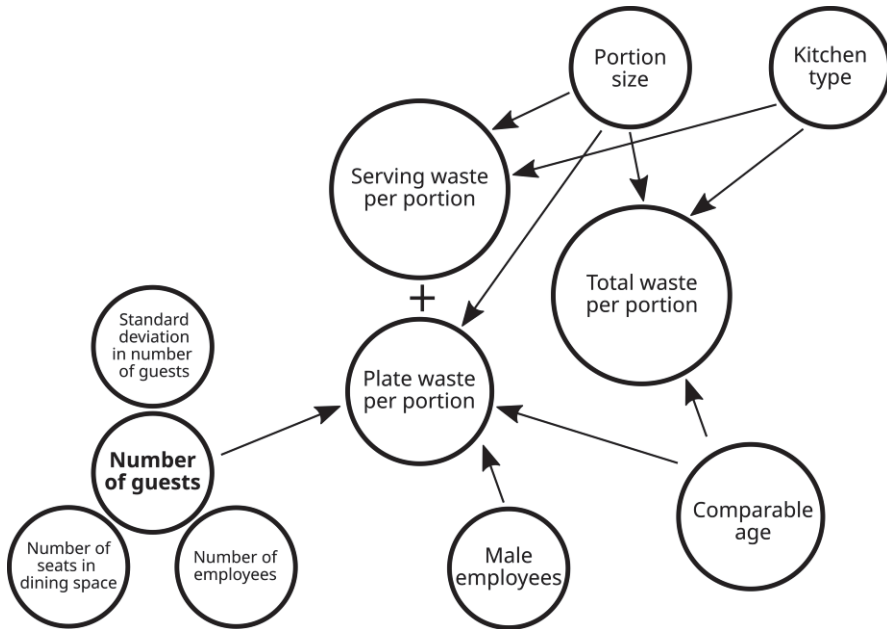 Portion
size
Kitchen
type
Serving waste
per portion
Total waste
per portion
+
Standard
deviation
in number
of guests
Plate waste
per portion
Number
of guests
Comparable
age
Number of
seats in
dining space
Number of
employees
Male
employees